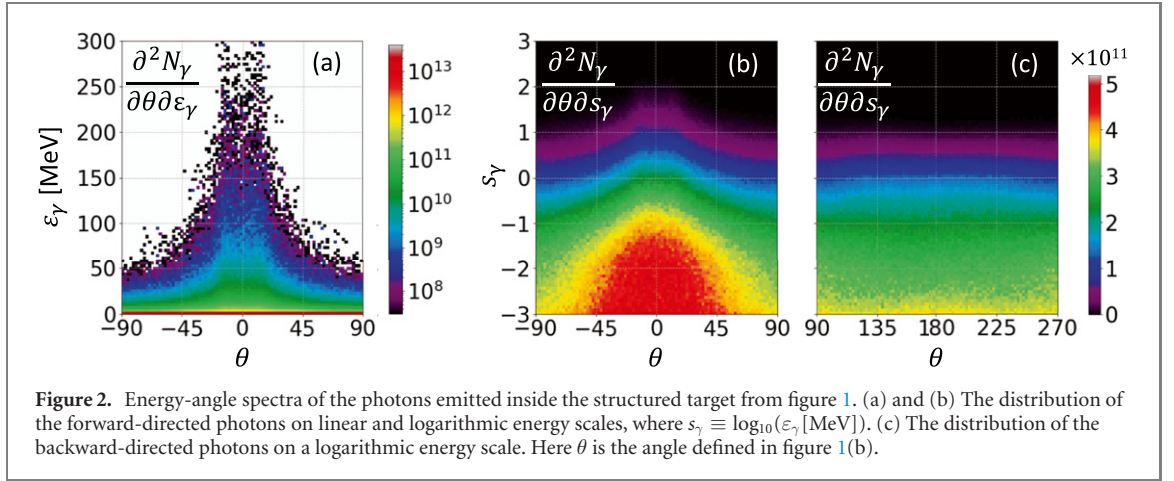 300
250
200
150
100
50
0
εγ [MeV]
∂²Nγ
∂θ∂εγ
(a)
−90 −45 0 45 90
θ
10¹³
10¹²
10¹¹
10¹⁰
10⁹
10⁸
3
2
1
0
−1
−2
−3
sγ
∂²Nγ
∂θ∂sγ
(b)
−90 −45 0 45 90
θ
∂²Nγ
∂θ∂sγ
(c)
90 135 180 225 270
θ
×10¹¹
5
4
3
2
1
0
Figure 2. Energy-angle spectra of the photons emitted inside the structured target from figure 1. (a) and (b) The distribution of
the forward-directed photons on linear and logarithmic energy scales, where sγ ≡ log₁₀(εγ[MeV]). (c) The distribution of the
backward-directed photons on a logarithmic energy scale. Here θ is the angle defined in figure 1(b).